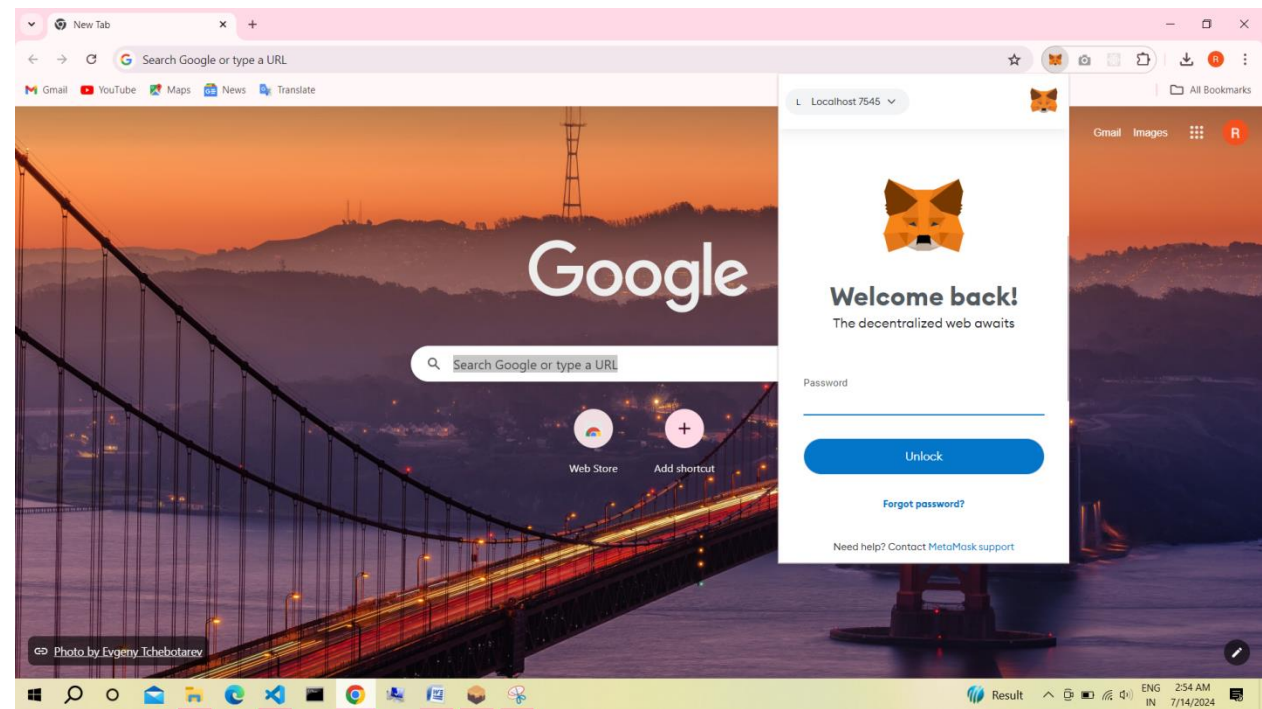 New Tab
Search Google or type a URL
Gmail YouTube Maps News Translate
All Bookmarks
L Localhost 7545
Gmail Images R
Google
Welcome back!
The decentralized web awaits
Search Google or type a URL
Password
Web Store Add shortcut
Unlock
Forgot password?
Need help? Contact MetaMask support
Photo by Evgeny Tchebotarev
Result
ENG
IN
2:54 AM
7/14/2024